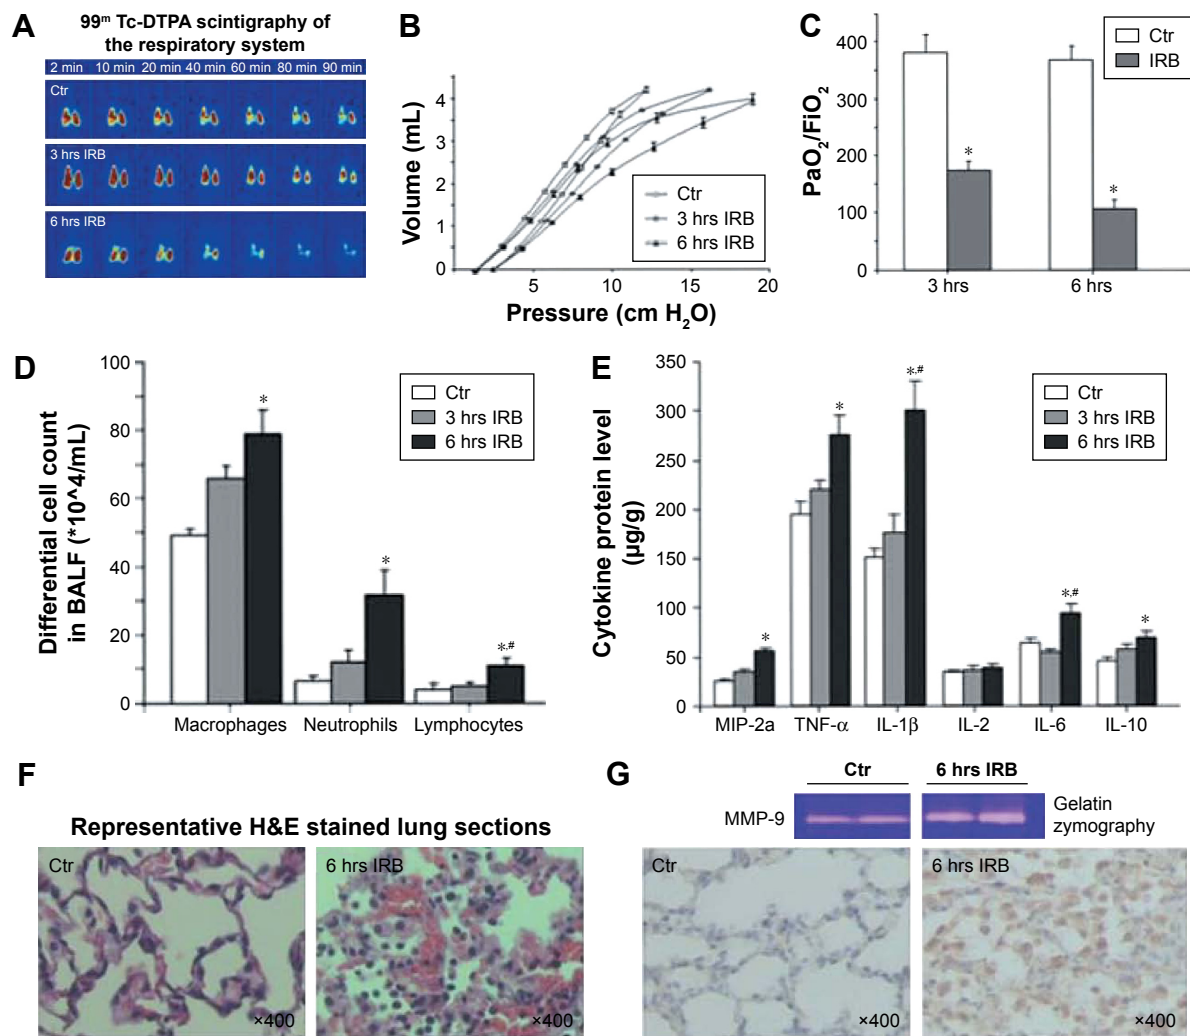 A
99ᵐ Tc-DTPA scintigraphy of
the respiratory system
2 min 10 min 20 min 40 min 60 min 80 min 90 min
Ctr
3 hrs IRB
6 hrs IRB
B
Volume (mL)
4
3
2
1
0
5 10 15 20
Pressure (cm H₂O)
Ctr
3 hrs IRB
6 hrs IRB
C
PaO₂/FiO₂
400
300
200
100
0
* *
3 hrs 6 hrs
Ctr
IRB
D
Differential cell count
in BALF (*10^4/mL)
100
80
60
40
20
0
*
*
*,#
Macrophages Neutrophils Lymphocytes
Ctr
3 hrs IRB
6 hrs IRB
E
Cytokine protein level
(µg/g)
350
300
250
200
150
100
50
0
*
*
*,#
*,#
*
MIP-2a TNF-α IL-1β IL-2 IL-6 IL-10
Ctr
3 hrs IRB
6 hrs IRB
F
Representative H&E stained lung sections
Ctr
×400
6 hrs IRB
×400
G
Ctr 6 hrs IRB
MMP-9
Gelatin
zymography
Ctr
×400
6 hrs IRB
×400